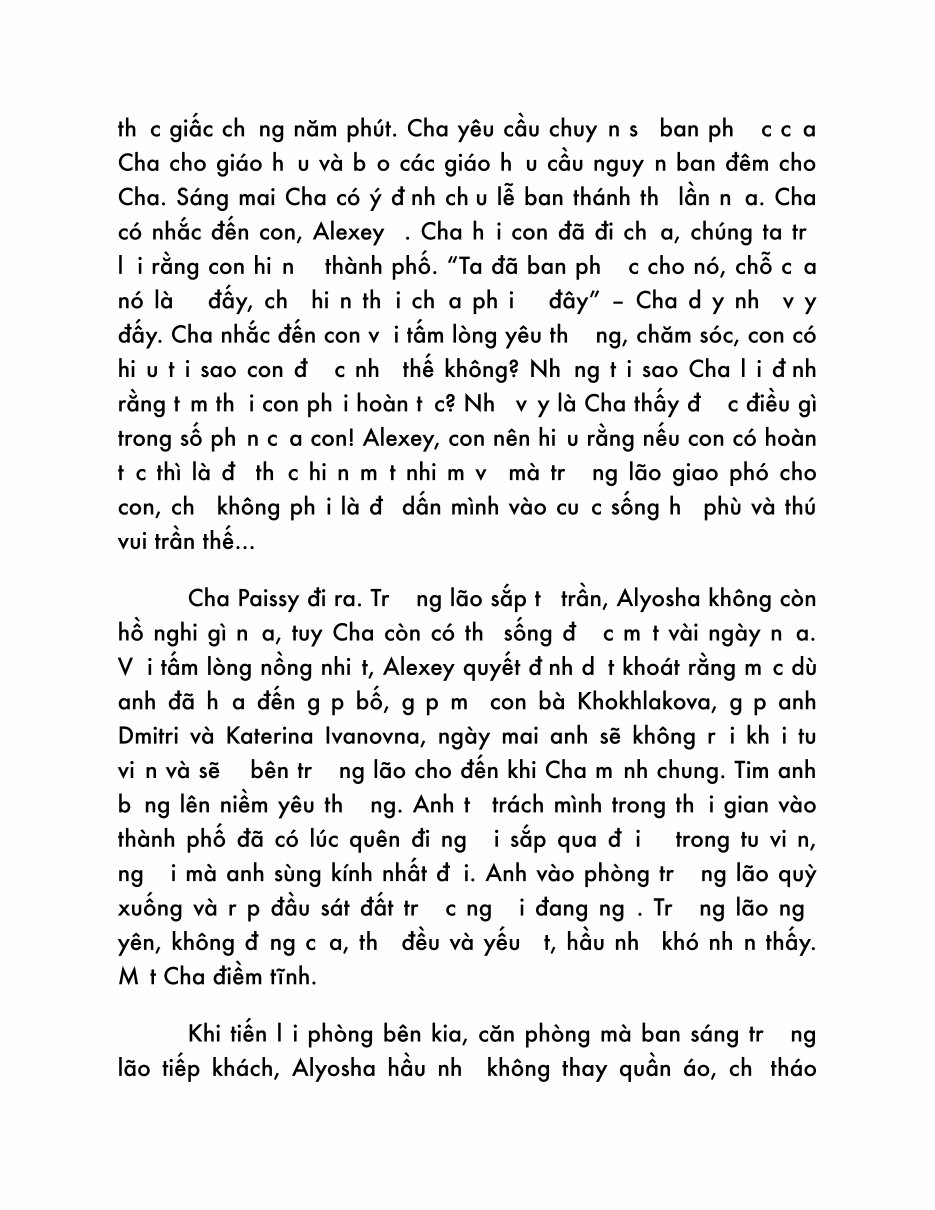 th c giấc ch ng năm phút. Cha yêu cầu chuy n s ban ph c c a
Cha cho giáo h u và b o các giáo h u cầu nguy n ban đêm cho
Cha. Sáng mai Cha có ý đ nh ch u lễ ban thánh th lần n a. Cha
có nhắc đến con, Alexey . Cha h i con đã đi ch a, chúng ta tr
l i rằng con hi n thành phố. “Ta đã ban ph c cho nó, chỗ c a
nó là đấy, ch hi n th i ch a ph i đây” – Cha d y nh v y
đấy. Cha nhắc đến con v i tấm lòng yêu th ng, chăm sóc, con có
hi u t i sao con đ c nh thế không? Nh ng t i sao Cha l i đ nh
rằng t m th i con ph i hoàn t c? Nh v y là Cha thấy đ c điều gì
trong số ph n c a con! Alexey, con nên hi u rằng nếu con có hoàn
t c thì là đ th c hi n m t nhi m v mà tr ng lão giao phó cho
con, ch không ph i là đ dấn mình vào cu c sống h phù và thú
vui trần thế...
Cha Paissy đi ra. Tr ng lão sắp t trần, Alyosha không còn
hồ nghi gì n a, tuy Cha còn có th sống đ c m t vài ngày n a.
V i tấm lòng nồng nhi t, Alexey quyết đ nh d t khoát rằng m c dù
anh đã h a đến g p bố, g p m con bà Khokhlakova, g p anh
Dmitri và Katerina Ivanovna, ngày mai anh sẽ không r i kh i tu
vi n và sẽ bên tr ng lão cho đến khi Cha m nh chung. Tim anh
b ng lên niềm yêu th ng. Anh t trách mình trong th i gian vào
thành phố đã có lúc quên đi ng i sắp qua đ i trong tu vi n,
ng i mà anh sùng kính nhất đ i. Anh vào phòng tr ng lão quỳ
xuống và r p đầu sát đất tr c ng i đang ng . Tr ng lão ng
yên, không đ ng c a, th đều và yếu t, hầu nh khó nh n thấy.
M t Cha điềm tĩnh.
Khi tiến l i phòng bên kia, căn phòng mà ban sáng tr ng
lão tiếp khách, Alyosha hầu nh không thay quần áo, ch tháo